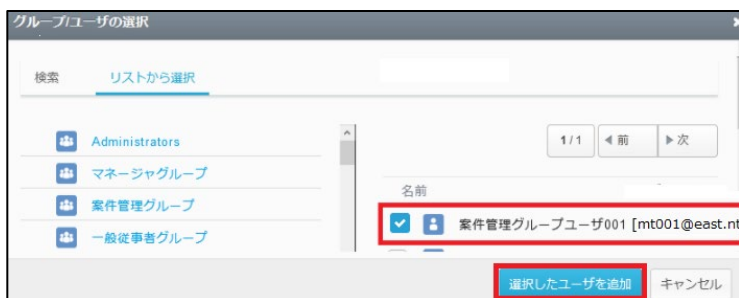 グループ/ユーザの選択
検索 リストから選択
Administrators
マネージャグループ
案件管理グループ
一般従事者グループ
1/1 ◀前 ▶次
名前
案件管理グループユーザ001 [mt001@east.nt
選択したユーザを追加 キャンセル